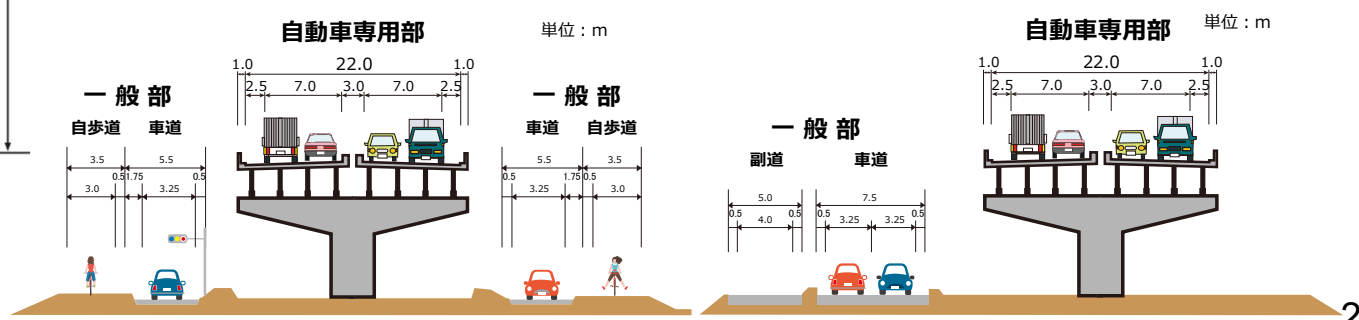 自動車専用部
単位：m
1.0 22.0 1.0
2.5 7.0 3.0 7.0 2.5
一 般 部
自歩道 車道
3.5 5.5
0.5 1.75 0.5
3.0 3.25
一 般 部
車道 自歩道
5.5 3.5
0.5 1.75 0.5
3.25 3.0
自動車専用部
単位：m
1.0 22.0 1.0
2.5 7.0 3.0 7.0 2.5
一 般 部
副道 車道
5.0 7.5
0.5 0.5 0.5 0.5
4.0 3.25 3.25
2